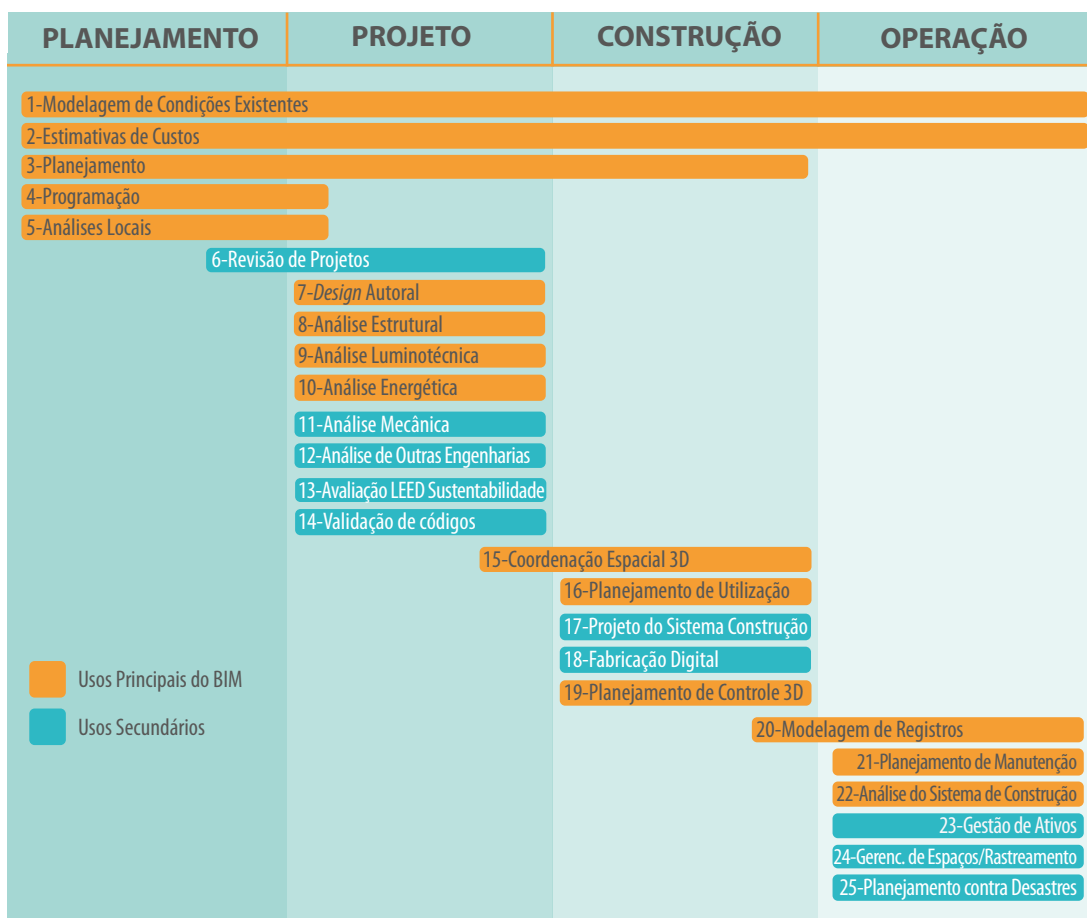 PLANEJAMENTO
PROJETO
CONSTRUÇÃO
OPERAÇÃO
1-Modelagem de Condições Existentes
2-Estimativas de Custos
3-Planejamento
4-Programação
5-Análises Locais
6-Revisão de Projetos
7-Design Autoral
8-Análise Estrutural
9-Análise Luminotécnica
10-Análise Energética
11-Análise Mecânica
12-Análise de Outras Engenharias
13-Avaliação LEED Sustentabilidade
14-Validação de códigos
15-Coordenação Espacial 3D
16-Planejamento de Utilização
17-Projeto do Sistema Construção
18-Fabricação Digital
19-Planejamento de Controle 3D
Usos Principais do BIM
Usos Secundários
20-Modelagem de Registros
21-Planejamento de Manutenção
22-Análise do Sistema de Construção
23-Gestão de Ativos
24-Gerenc. de Espaços/Rastreamento
25-Planejamento contra Desastres